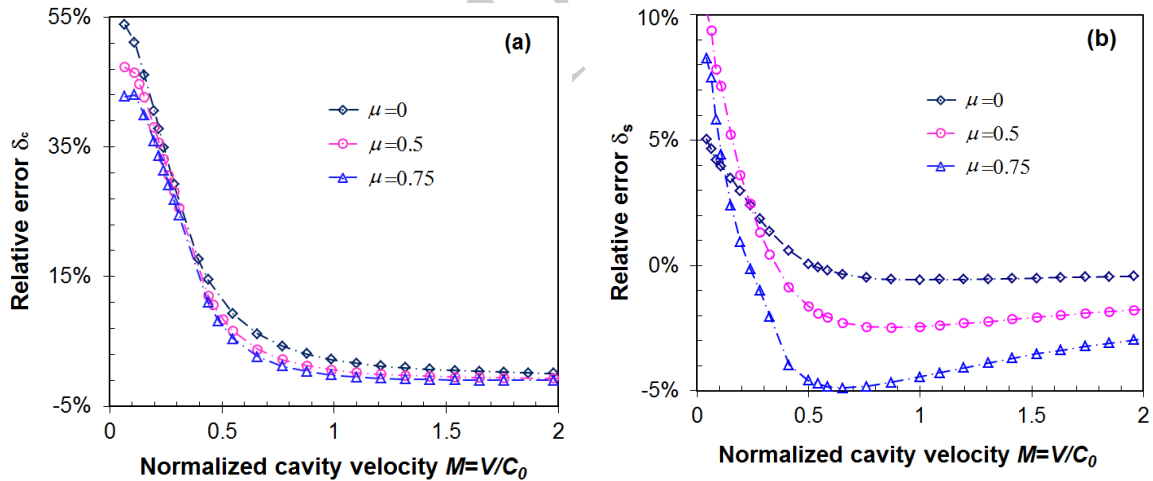 55%
35%
15%
-5%
Relative error δc
(a)
μ=0
μ=0.5
μ=0.75
0 0.5 1 1.5 2
Normalized cavity velocity M=V/C0
10%
5%
0%
-5%
Relative error δs
(b)
μ=0
μ=0.5
μ=0.75
0 0.5 1 1.5 2
Normalized cavity velocity M=V/C0